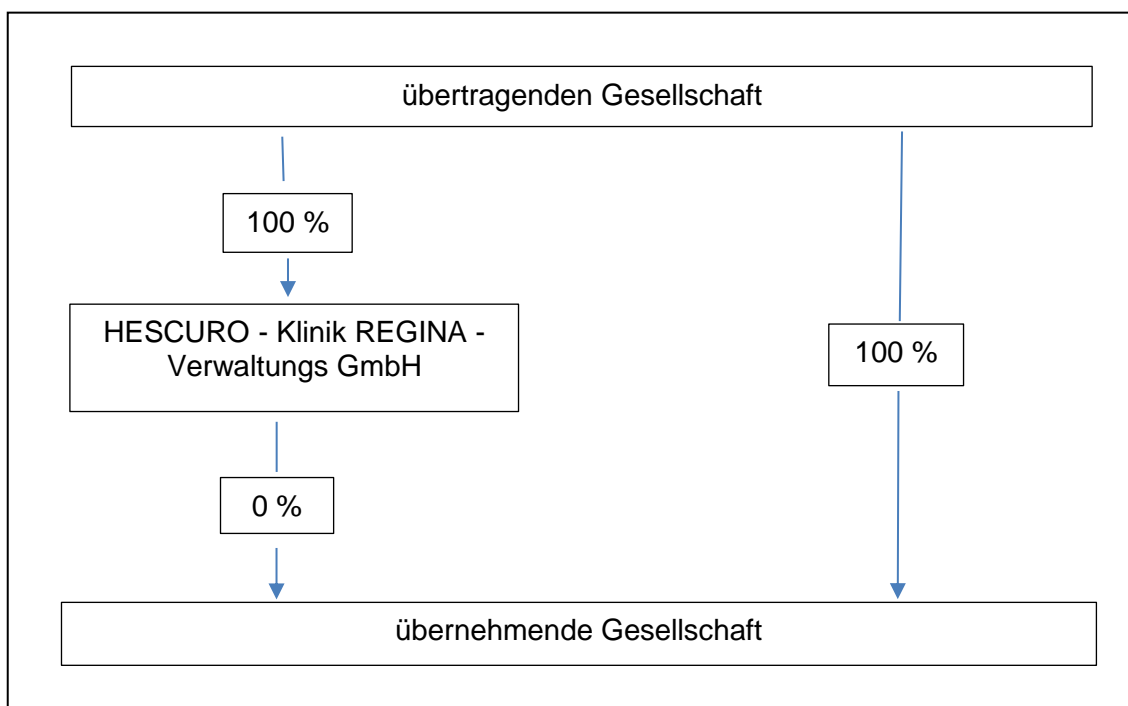 übertragenden Gesellschaft
100 %
HESCURO - Klinik REGINA -
Verwaltungs GmbH
100 %
0 %
übernehmende Gesellschaft